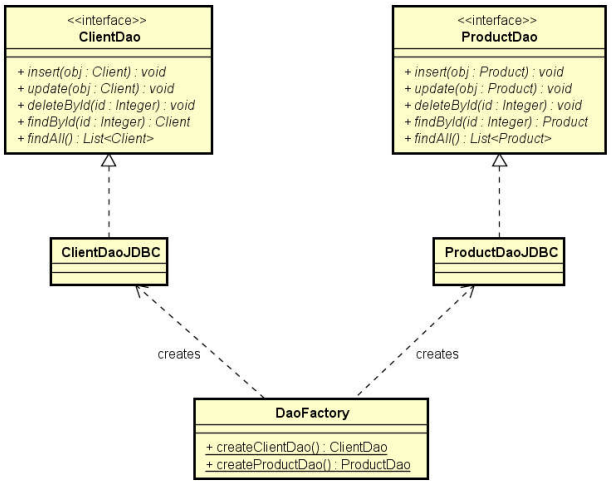 <<interface>>
ClientDao
+ insert(obj : Client) : void
+ update(obj : Client) : void
+ deleteById(id : Integer) : void
+ findById(id : Integer) : Client
+ findAll() : List<Client>
<<interface>>
ProductDao
+ insert(obj : Product) : void
+ update(obj : Product) : void
+ deleteById(id : Integer) : void
+ findById(id : Integer) : Product
+ findAll() : List<Product>
ClientDaoJDBC
ProductDaoJDBC
creates
creates
DaoFactory
+ createClientDao() : ClientDao
+ createProductDao() : ProductDao